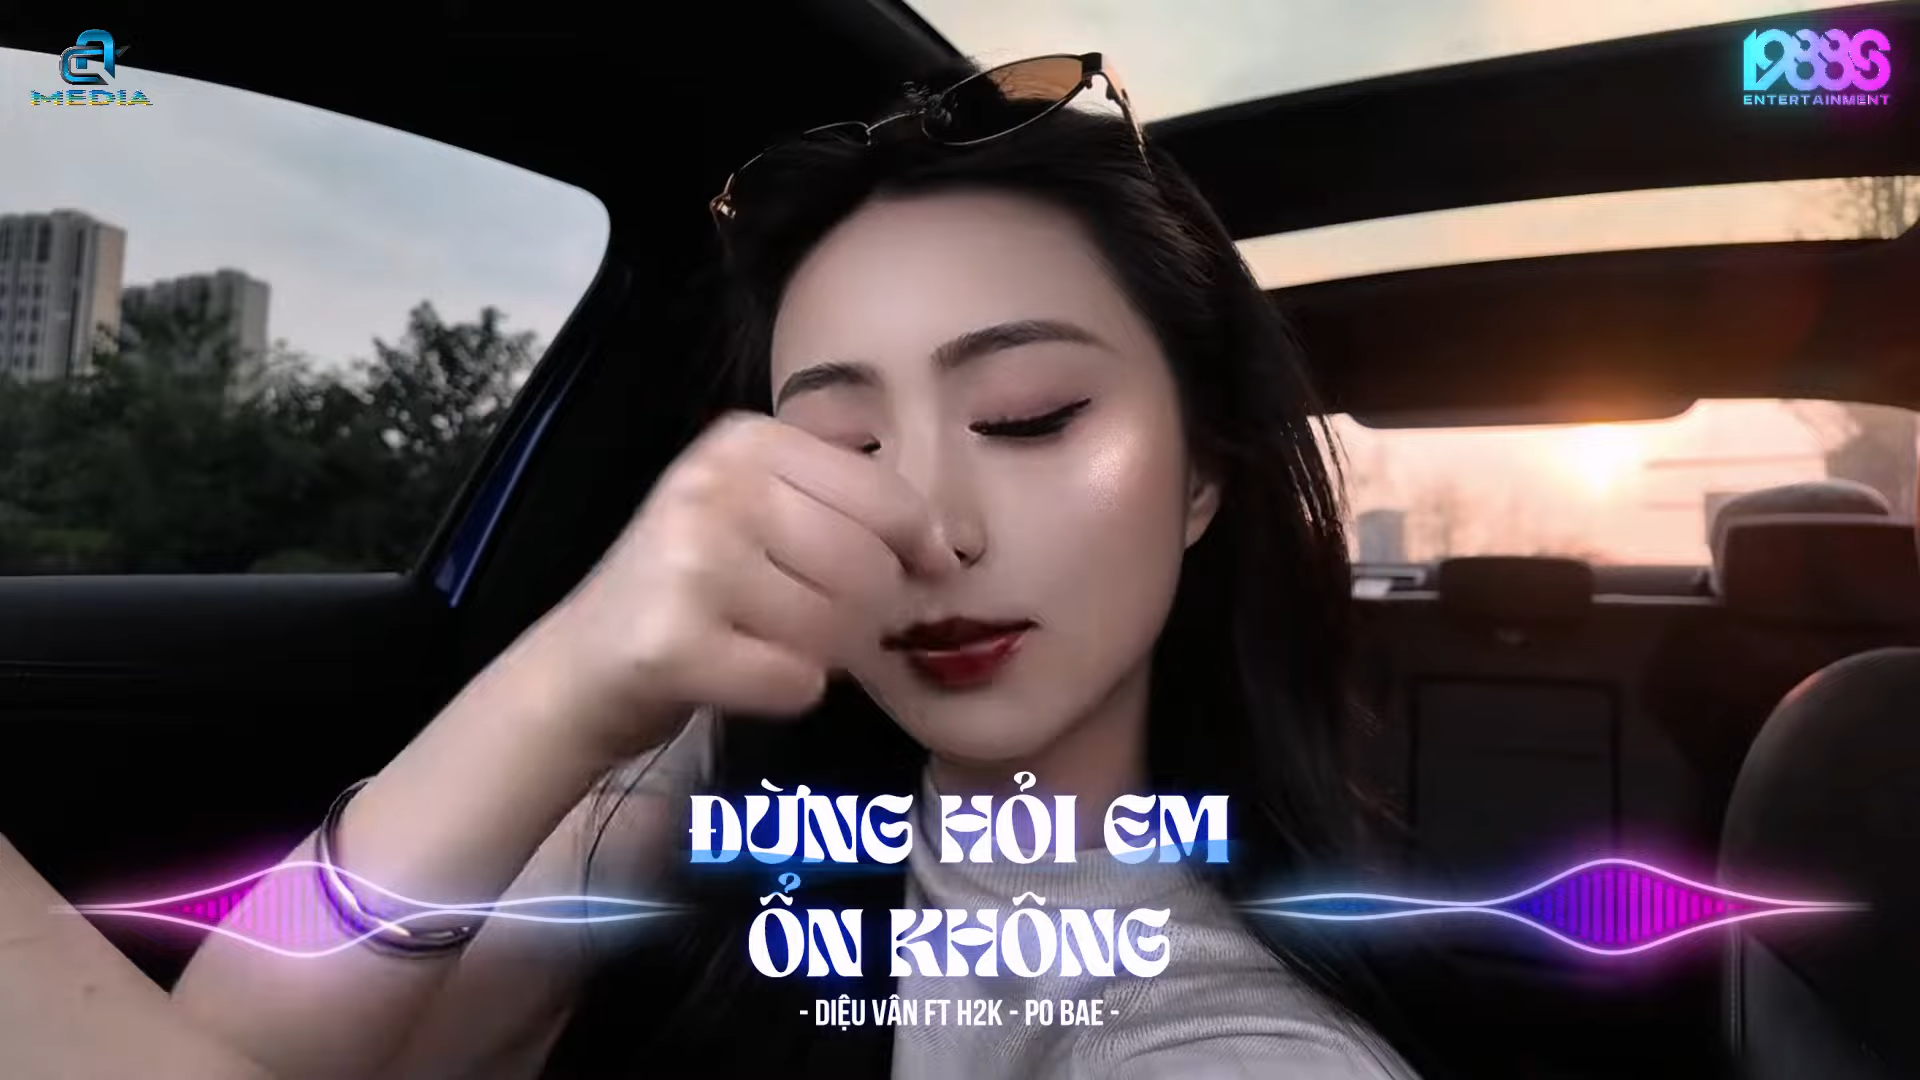 MEDIA
1988S
ENTERTAINMENT
ĐỪNG HỎI EM
ỔN KHÔNG
- DIỆU VÂN FT H2K - PO BAE -